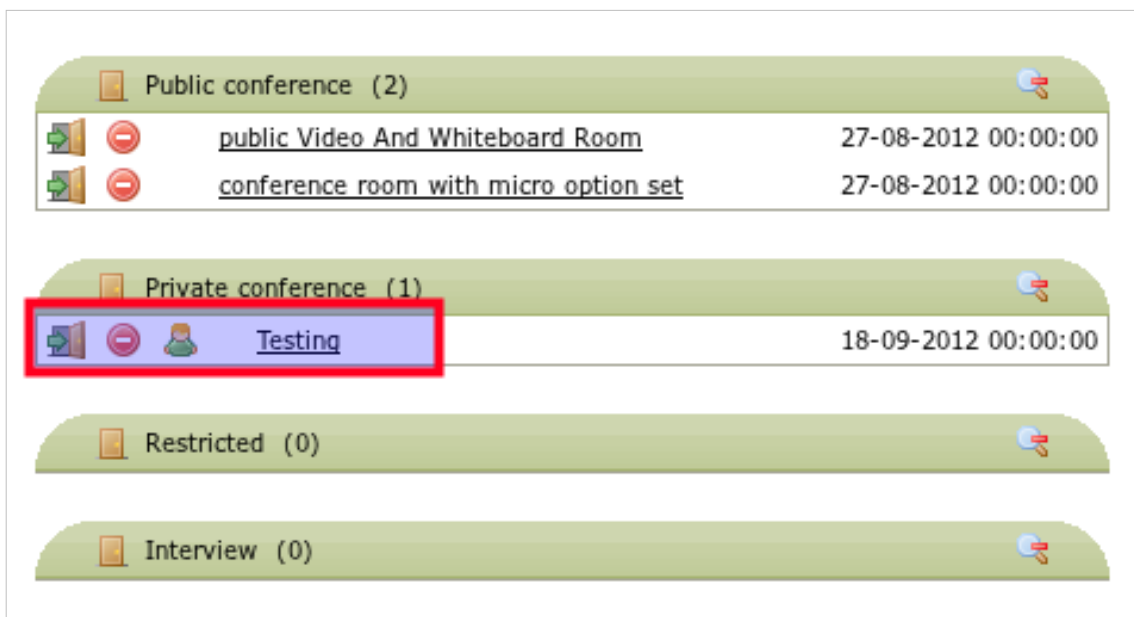 Public conference (2)
public Video And Whiteboard Room 27-08-2012 00:00:00
conference room with micro option set 27-08-2012 00:00:00
Private conference (1)
Testing 18-09-2012 00:00:00
Restricted (0)
Interview (0)